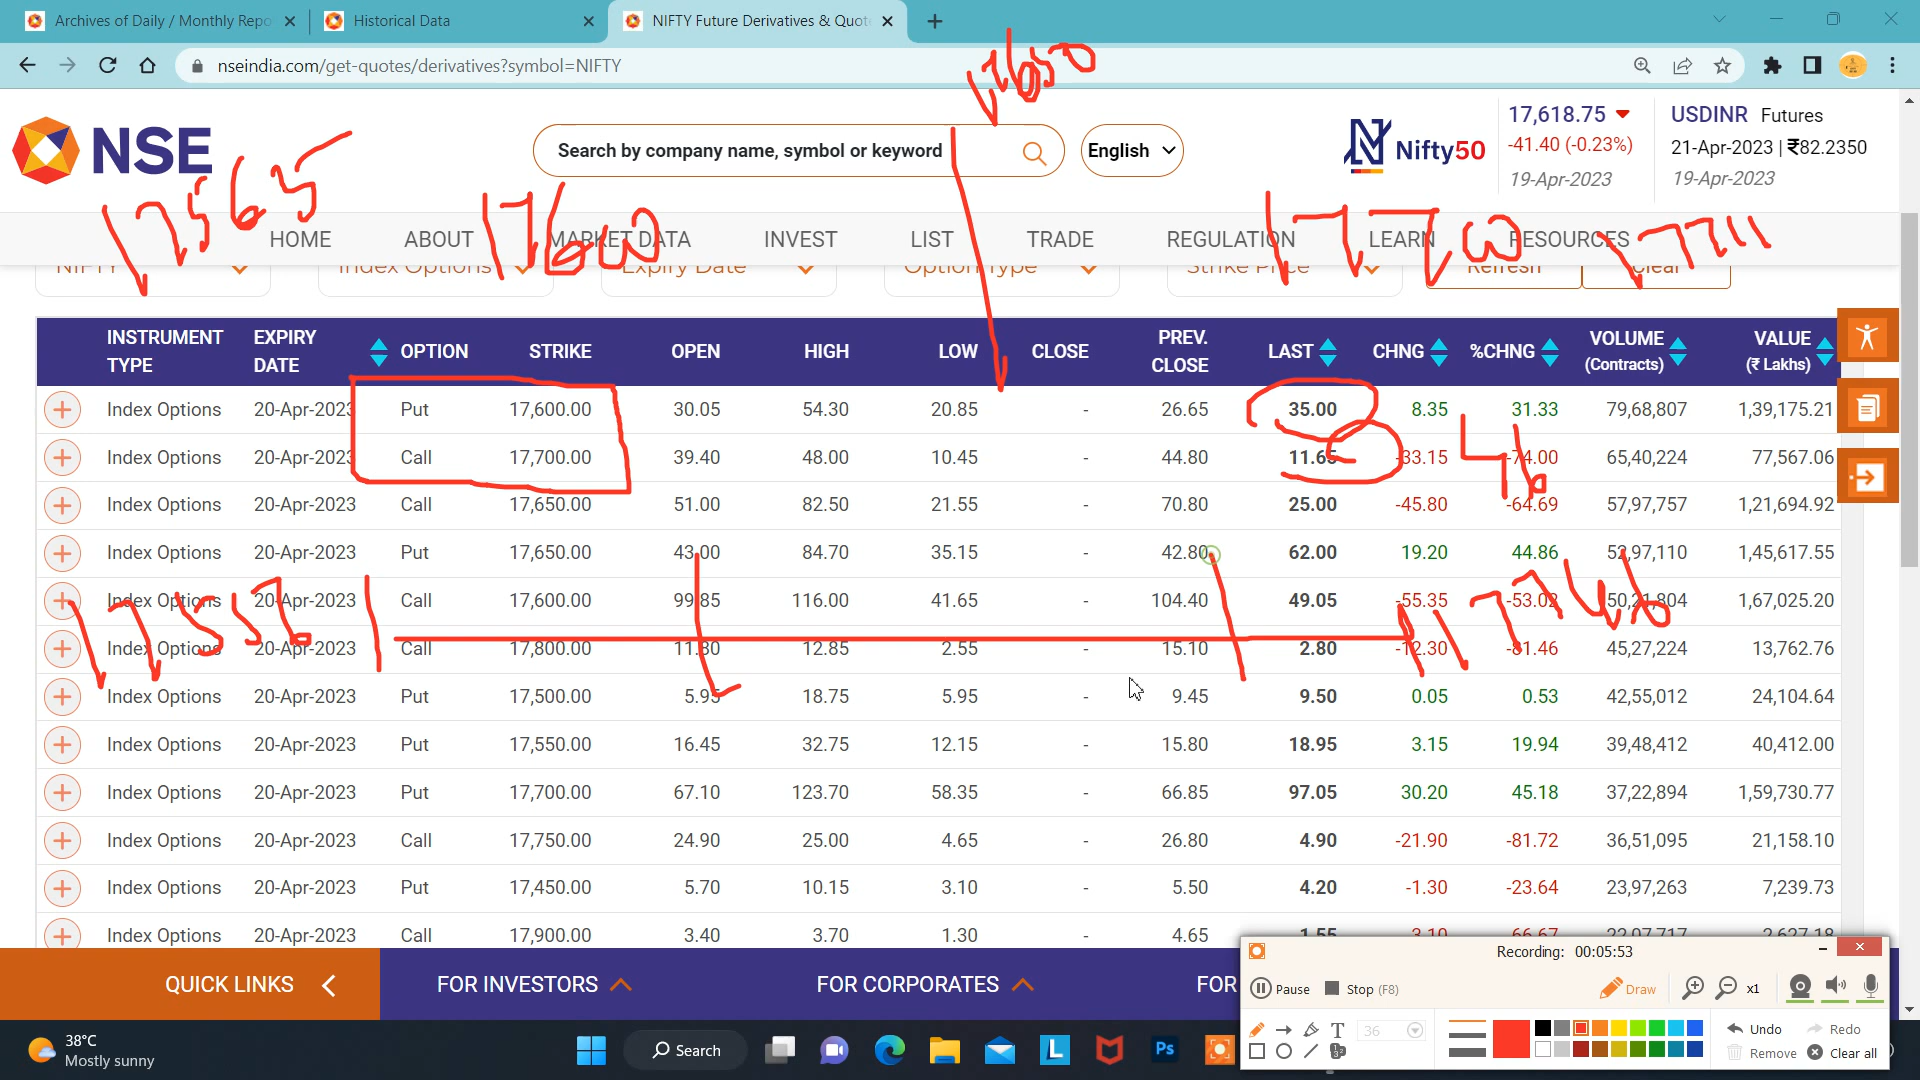 Archives of Daily / Monthly Repo
Historical Data
NIFTY Future Derivatives & Quot
nseindia.com/get-quotes/derivatives?symbol=NIFTY
17650
NSE
Search by company name, symbol or keyword
English
Nifty50
17,618.75
-41.40 (-0.23%)
19-Apr-2023
USDINR Futures
21-Apr-2023 | ₹82.2350
19-Apr-2023
17565
17600
17700
17711
HOME ABOUT MARKET DATA INVEST LIST TRADE REGULATION LEARN RESOURCES
NIFTY Index Options Expiry Date Option Type Strike Price Refresh Clear
INSTRUMENT TYPE EXPIRY DATE OPTION STRIKE OPEN HIGH LOW CLOSE PREV. CLOSE LAST CHNG %CHNG VOLUME (Contracts) VALUE (₹ Lakhs)
Index Options 20-Apr-2023 Put 17,600.00 30.05 54.30 20.85 - 26.65 35.00 8.35 31.33 79,68,807 1,39,175.21
Index Options 20-Apr-2023 Call 17,700.00 39.40 48.00 10.45 - 44.80 11.65 -33.15 -74.00 65,40,224 77,567.06
46
Index Options 20-Apr-2023 Call 17,650.00 51.00 82.50 21.55 - 70.80 25.00 -45.80 -64.69 57,97,757 1,21,694.92
Index Options 20-Apr-2023 Put 17,650.00 43.00 84.70 35.15 - 42.80 62.00 19.20 44.86 52,97,110 1,45,617.55
Index Options 20-Apr-2023 Call 17,600.00 99.85 116.00 41.65 - 104.40 49.05 -55.35 -53.02 50,21,804 1,67,025.20
17746
Index Options 20-Apr-2023 Call 17,800.00 11.80 12.85 2.55 - 15.10 2.80 -12.30 -81.46 45,27,224 13,762.76
Index Options 20-Apr-2023 Put 17,500.00 5.95 18.75 5.95 - 9.45 9.50 0.05 0.53 42,55,012 24,104.64
Index Options 20-Apr-2023 Put 17,550.00 16.45 32.75 12.15 - 15.80 18.95 3.15 19.94 39,48,412 40,412.00
Index Options 20-Apr-2023 Put 17,700.00 67.10 123.70 58.35 - 66.85 97.05 30.20 45.18 37,22,894 1,59,730.77
Index Options 20-Apr-2023 Call 17,750.00 24.90 25.00 4.65 - 26.80 4.90 -21.90 -81.72 36,51,095 21,158.10
Index Options 20-Apr-2023 Put 17,450.00 5.70 10.15 3.10 - 5.50 4.20 -1.30 -23.64 23,97,263 7,239.73
Index Options 20-Apr-2023 Call 17,900.00 3.40 3.70 1.30 - 4.65
QUICK LINKS FOR INVESTORS FOR CORPORATES FOR
Recording: 00:05:53
Pause Stop (F8) Draw x1
T 36 Undo Redo
Remove Clear all
38°C
Mostly sunny
Search
L
Ps